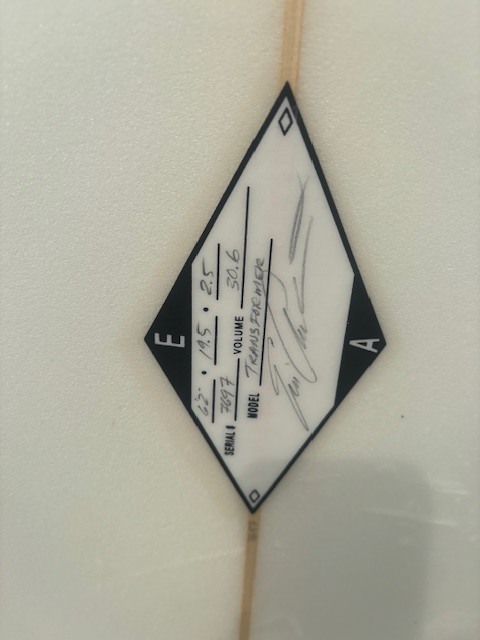 E
6'2" • 19.5 • 2.5
SERIAL# 7697 VOLUME 30.6
MODEL TRANSFORMER
A